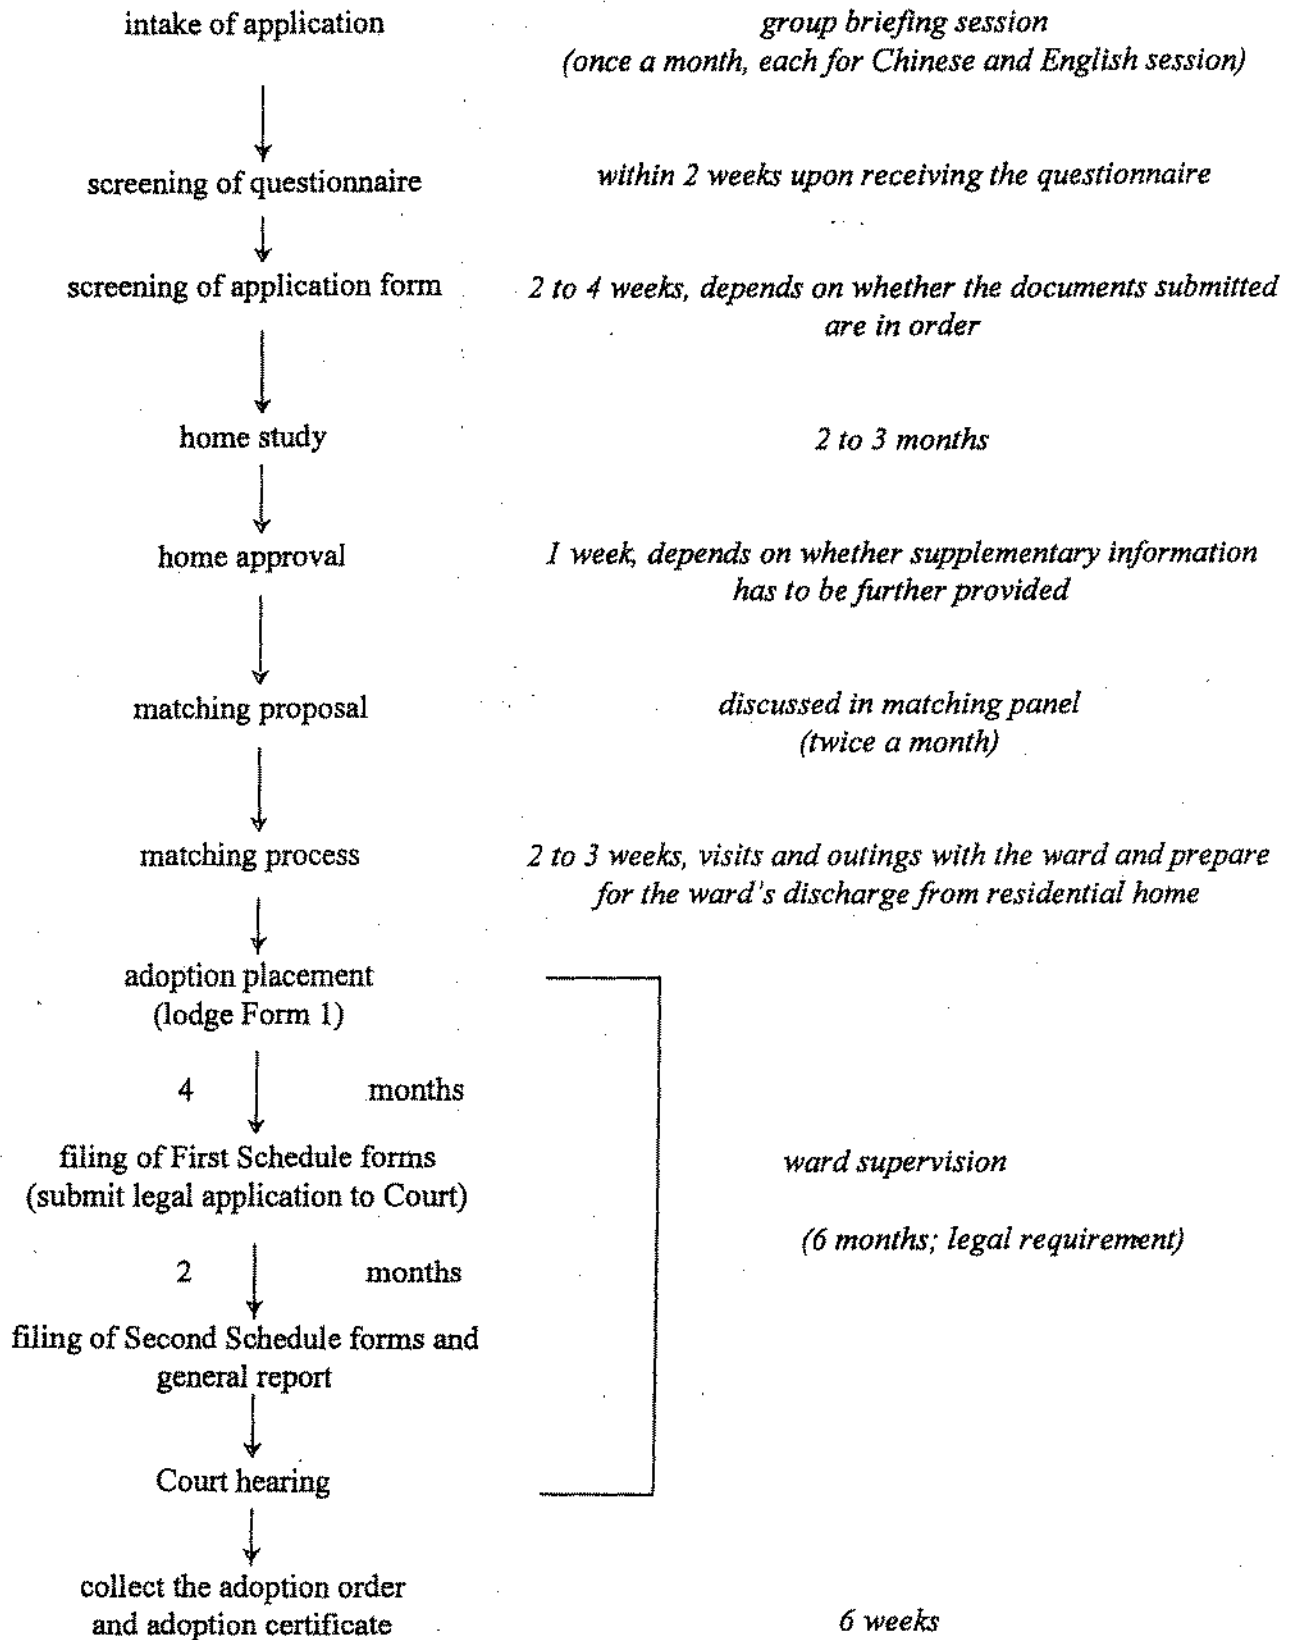 intake of application
group briefing session
(once a month, each for Chinese and English session)
screening of questionnaire
within 2 weeks upon receiving the questionnaire
screening of application form
2 to 4 weeks, depends on whether the documents submitted
are in order
home study
2 to 3 months
home approval
1 week, depends on whether supplementary information
has to be further provided
matching proposal
discussed in matching panel
(twice a month)
matching process
2 to 3 weeks, visits and outings with the ward and prepare
for the ward's discharge from residential home
adoption placement
(lodge Form 1)
4 months
filing of First Schedule forms
(submit legal application to Court)
ward supervision
(6 months; legal requirement)
2 months
filing of Second Schedule forms and
general report
Court hearing
collect the adoption order
and adoption certificate
6 weeks